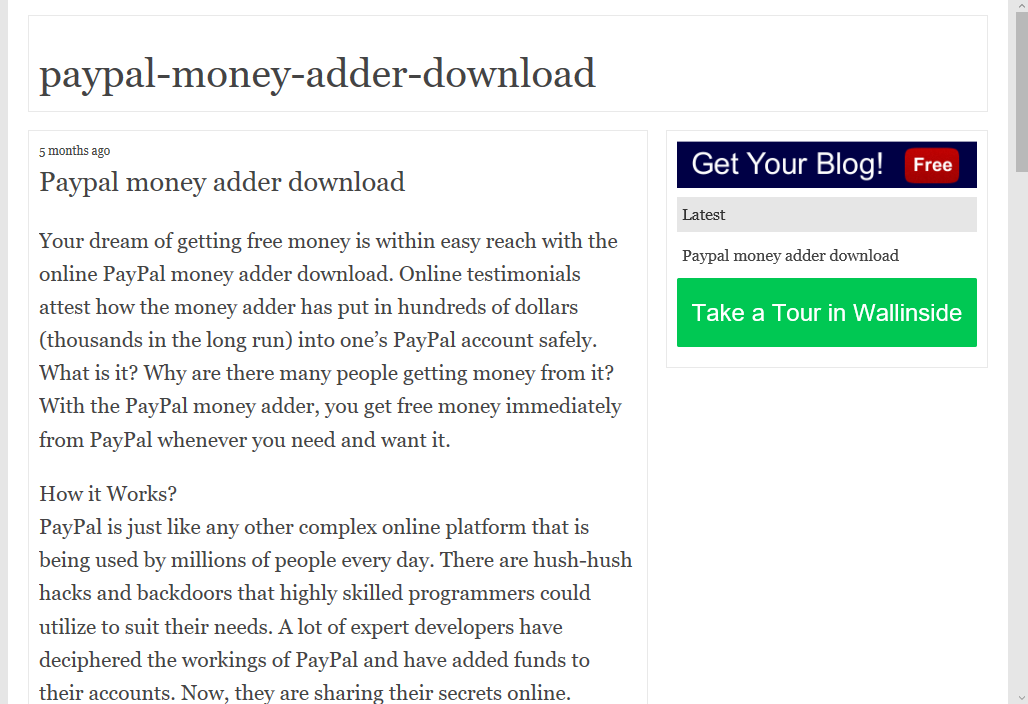 paypal-money-adder-download
5 months ago
Paypal money adder download
Your dream of getting free money is within easy reach with the
online PayPal money adder download. Online testimonials
attest how the money adder has put in hundreds of dollars
(thousands in the long run) into one’s PayPal account safely.
What is it? Why are there many people getting money from it?
With the PayPal money adder, you get free money immediately
from PayPal whenever you need and want it.
How it Works?
PayPal is just like any other complex online platform that is
being used by millions of people every day. There are hush-hush
hacks and backdoors that highly skilled programmers could
utilize to suit their needs. A lot of expert developers have
deciphered the workings of PayPal and have added funds to
their accounts. Now, they are sharing their secrets online.
Get Your Blog! Free
Latest
Paypal money adder download
Take a Tour in Wallinside